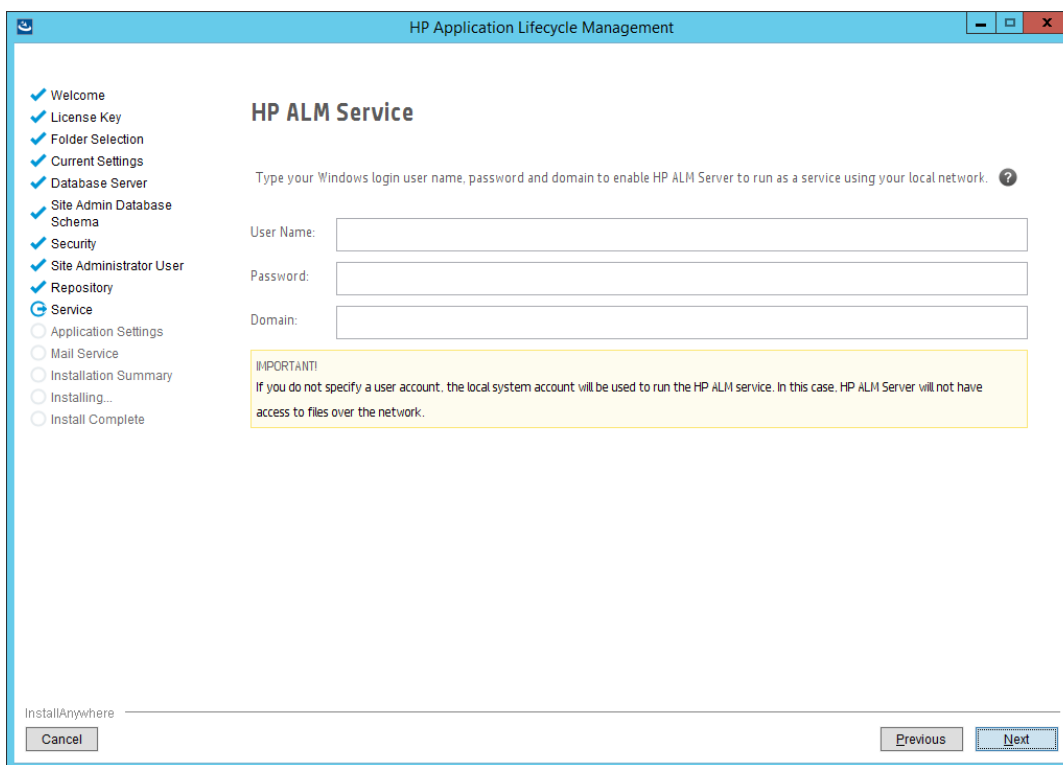 HP Application Lifecycle Management
Welcome
License Key
Folder Selection
Current Settings
Database Server
Site Admin Database
Schema
Security
Site Administrator User
Repository
Service
Application Settings
Mail Service
Installation Summary
Installing...
Install Complete
HP ALM Service
Type your Windows login user name, password and domain to enable HP ALM Server to run as a service using your local network. ?
User Name:
Password:
Domain:
IMPORTANT!
If you do not specify a user account, the local system account will be used to run the HP ALM service. In this case, HP ALM Server will not have
access to files over the network.
InstallAnywhere
Cancel
Previous
Next